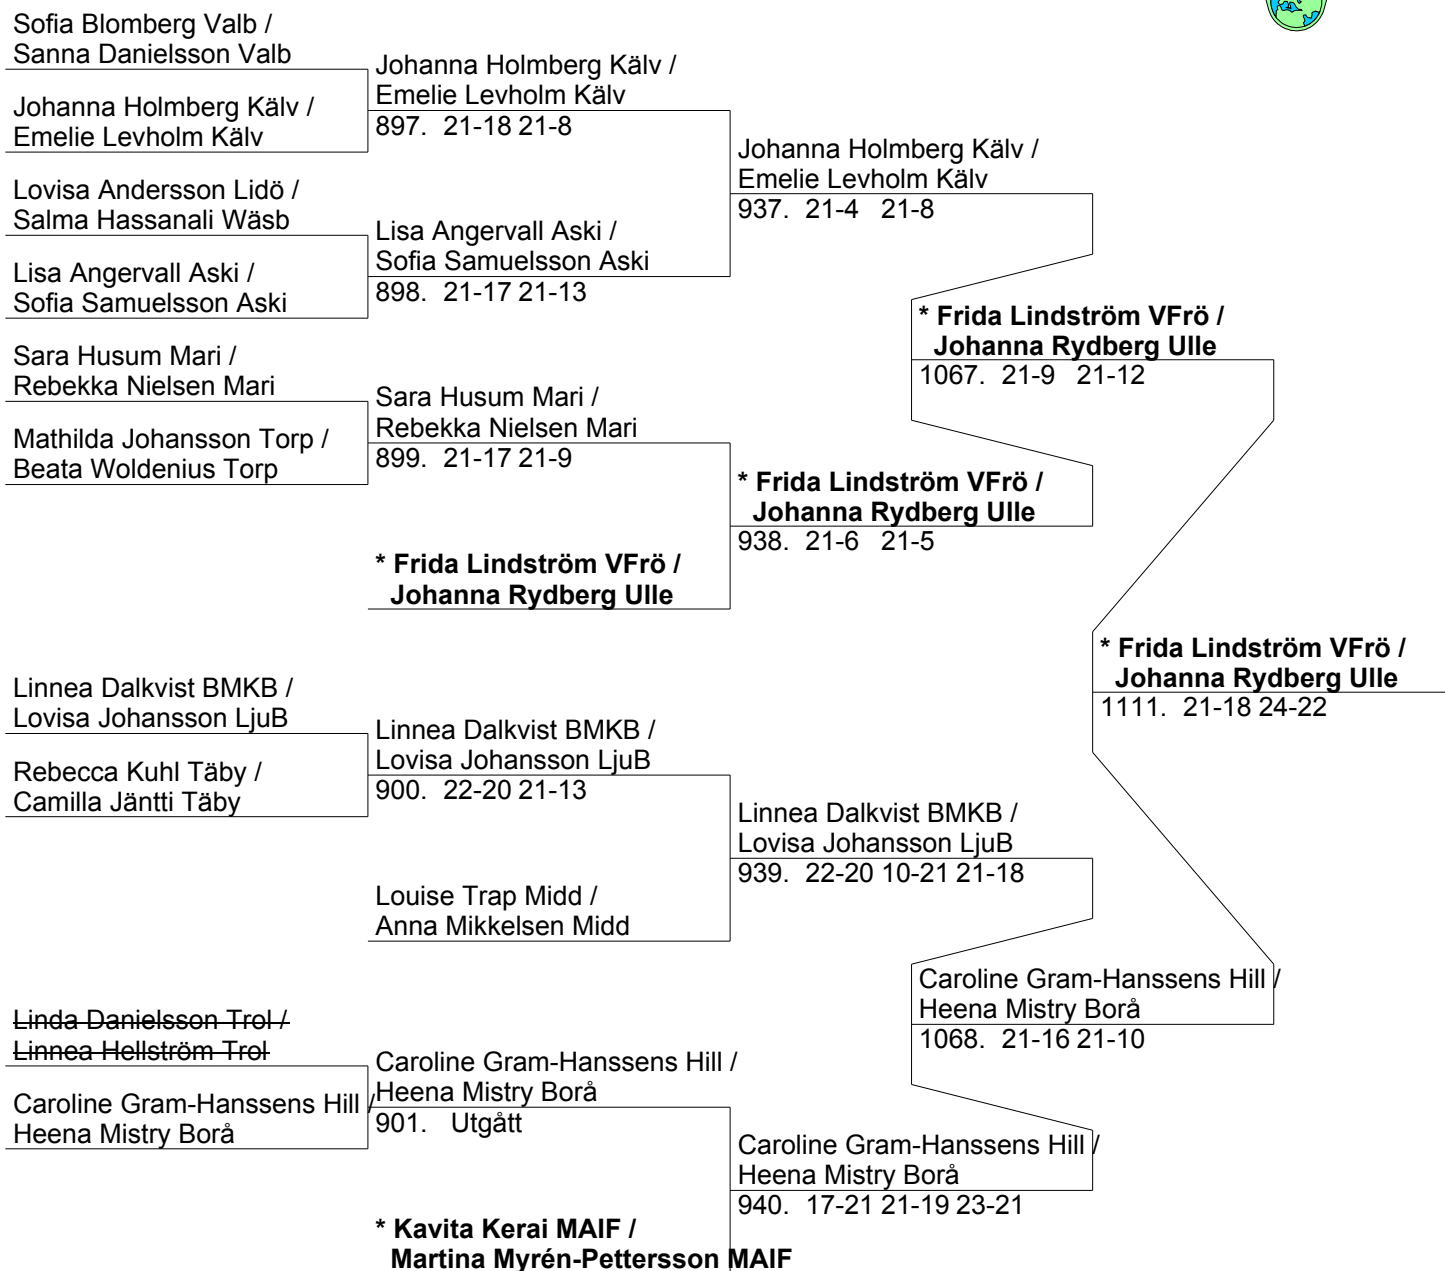 Sofia Blomberg Valb /
Sanna Danielsson Valb
Johanna Holmberg Kälv /
Emelie Levholm Kälv
Lovisa Andersson Lidö /
Salma Hassanali Wäsb
Lisa Angervall Aski /
Sofia Samuelsson Aski
Sara Husum Mari /
Rebekka Nielsen Mari
Mathilda Johansson Torp /
Beata Woldenius Torp
Linnea Dalkvist BMKB /
Lovisa Johansson LjuB
Rebecca Kuhl Täby /
Camilla Jäntti Täby
Linda Danielsson Trol /
Linnea Hellström Trol
Caroline Gram-Hanssens Hill /
Heena Mistry Borå
Johanna Holmberg Kälv /
Emelie Levholm Kälv
897. 21-18 21-8
Lisa Angervall Aski /
Sofia Samuelsson Aski
898. 21-17 21-13
Sara Husum Mari /
Rebekka Nielsen Mari
899. 21-17 21-9
* Frida Lindström VFrö /
Johanna Rydberg Ulle
Linnea Dalkvist BMKB /
Lovisa Johansson LjuB
900. 22-20 21-13
Louise Trap Midd /
Anna Mikkelsen Midd
Caroline Gram-Hanssens Hill /
Heena Mistry Borå
901. Utgått
* Kavita Kerai MAIF /
Martina Myrén-Pettersson MAIF
Johanna Holmberg Kälv /
Emelie Levholm Kälv
937. 21-4 21-8
* Frida Lindström VFrö /
Johanna Rydberg Ulle
938. 21-6 21-5
Linnea Dalkvist BMKB /
Lovisa Johansson LjuB
939. 22-20 10-21 21-18
Caroline Gram-Hanssens Hill /
Heena Mistry Borå
940. 17-21 21-19 23-21
* Frida Lindström VFrö /
Johanna Rydberg Ulle
1067. 21-9 21-12
Caroline Gram-Hanssens Hill /
Heena Mistry Borå
1068. 21-16 21-10
* Frida Lindström VFrö /
Johanna Rydberg Ulle
1111. 21-18 24-22